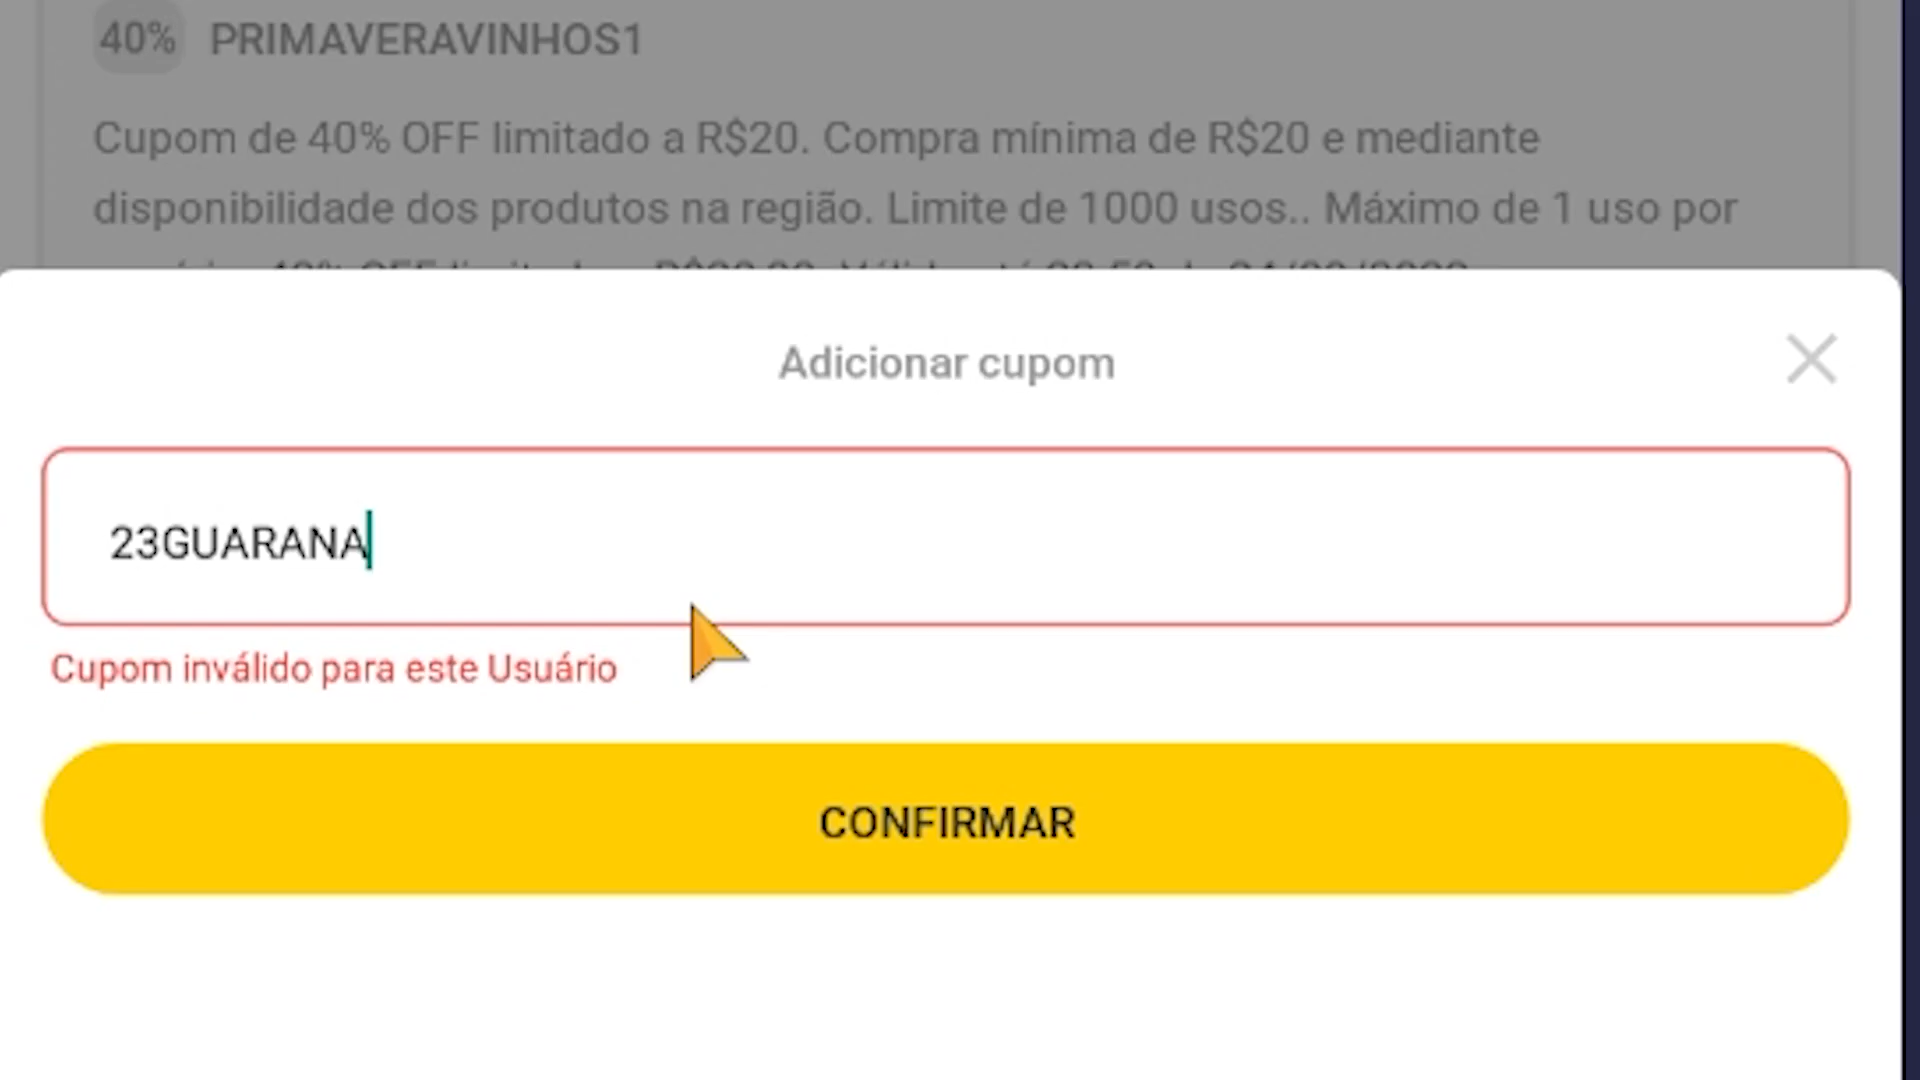 40% PRIMAVERAVINHOS1
Cupom de 40% OFF limitado a R$20. Compra mínima de R$20 e mediante
disponibilidade dos produtos na região. Limite de 1000 usos.. Máximo de 1 uso por
Adicionar cupom
23GUARANA
Cupom inválido para este Usuário
CONFIRMAR